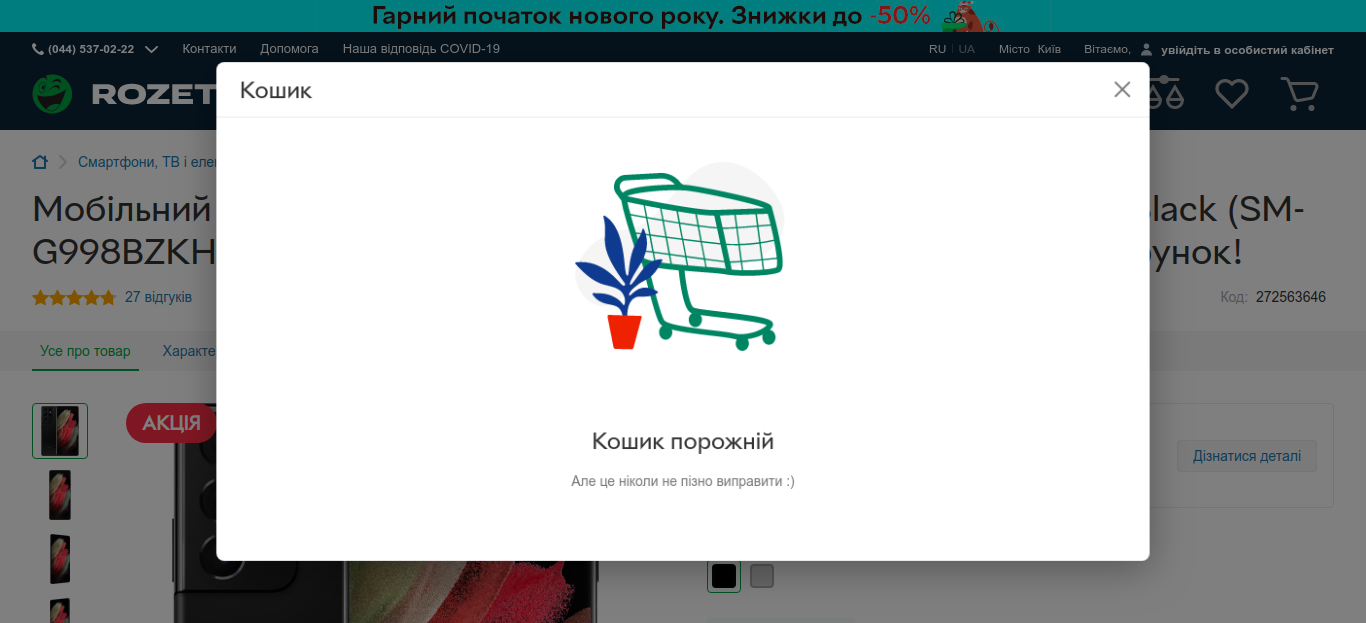 Гарний початок нового року. Знижки до -50%
(044) 537-02-22 Контакти Допомога Наша відповідь COVID-19 RU UA Місто Київ Вітаємо, увійдіть в особистий кабінет
ROZET
Кошик
Смартфони, ТВ і еле
Мобільний lack (SM-
G998BZKH унок!
27 відгуків Код: 272563646
Усе про товар Характе
АКЦІЯ
Кошик порожній
Дізнатися деталі
Але це ніколи не пізно виправити :)